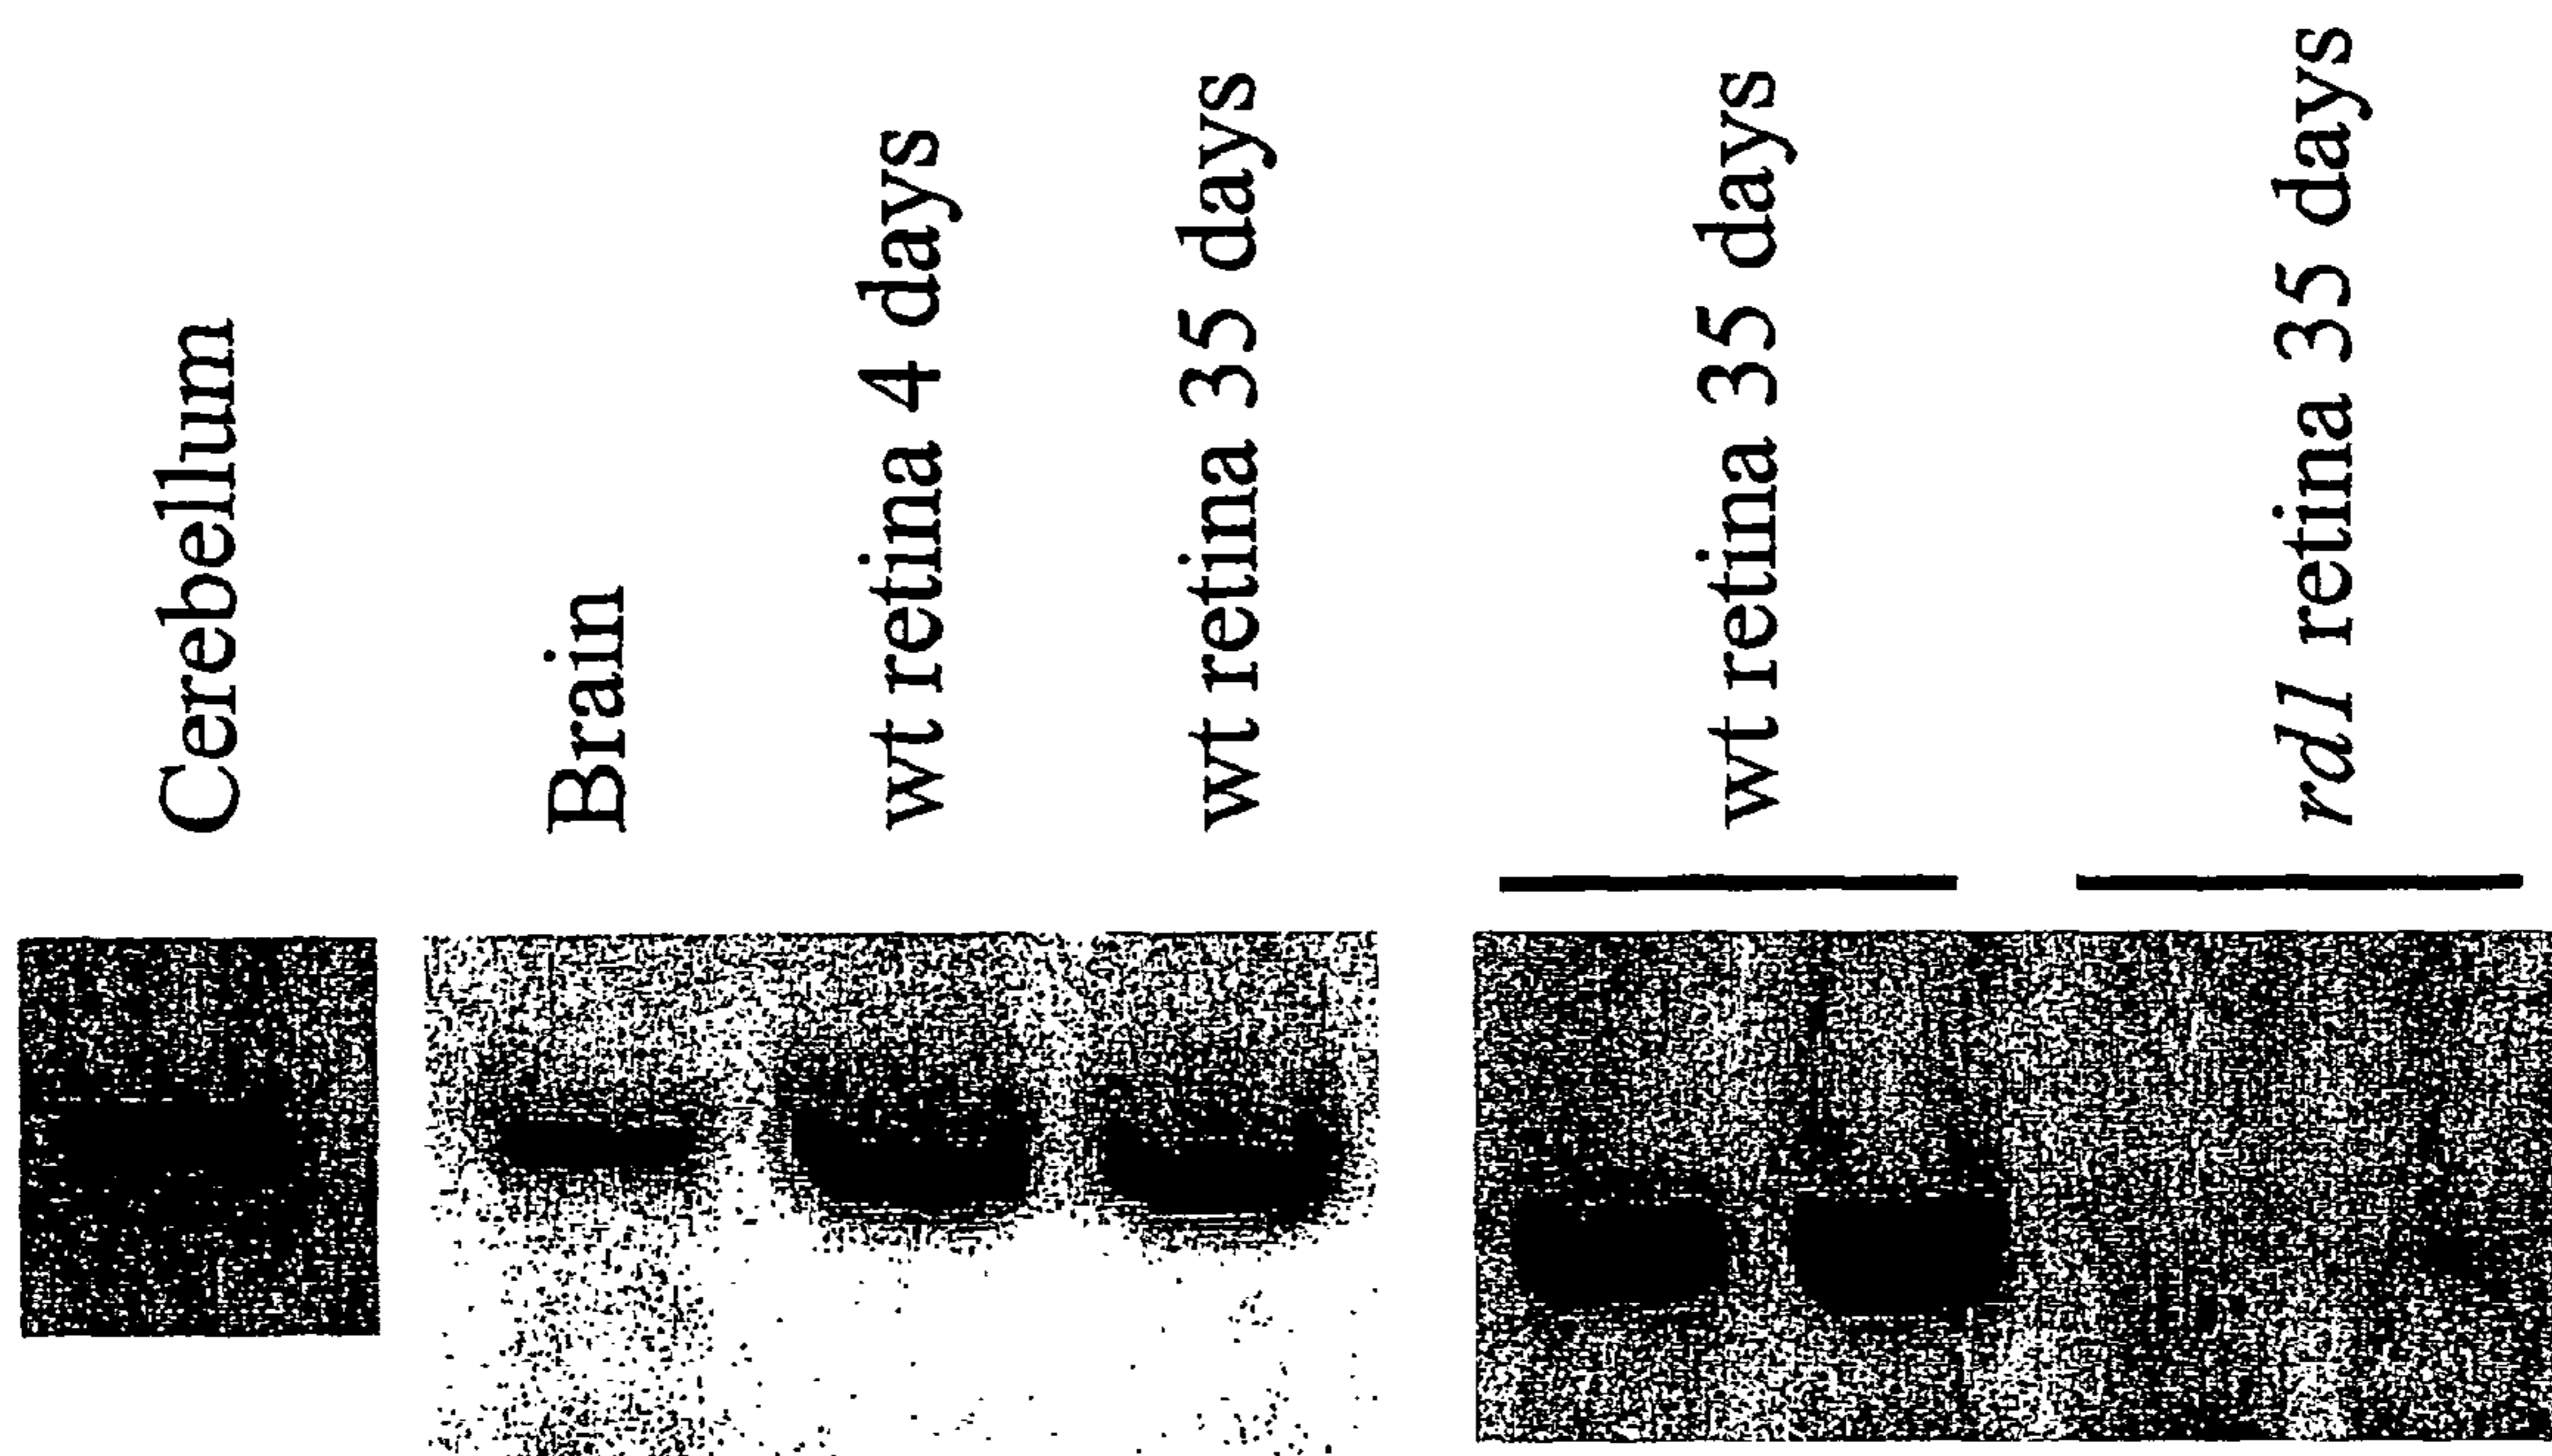 Cerebellum
Brain
wt retina 4 days
wt retina 35 days
wt retina 35 days
rd1 retina 35 days